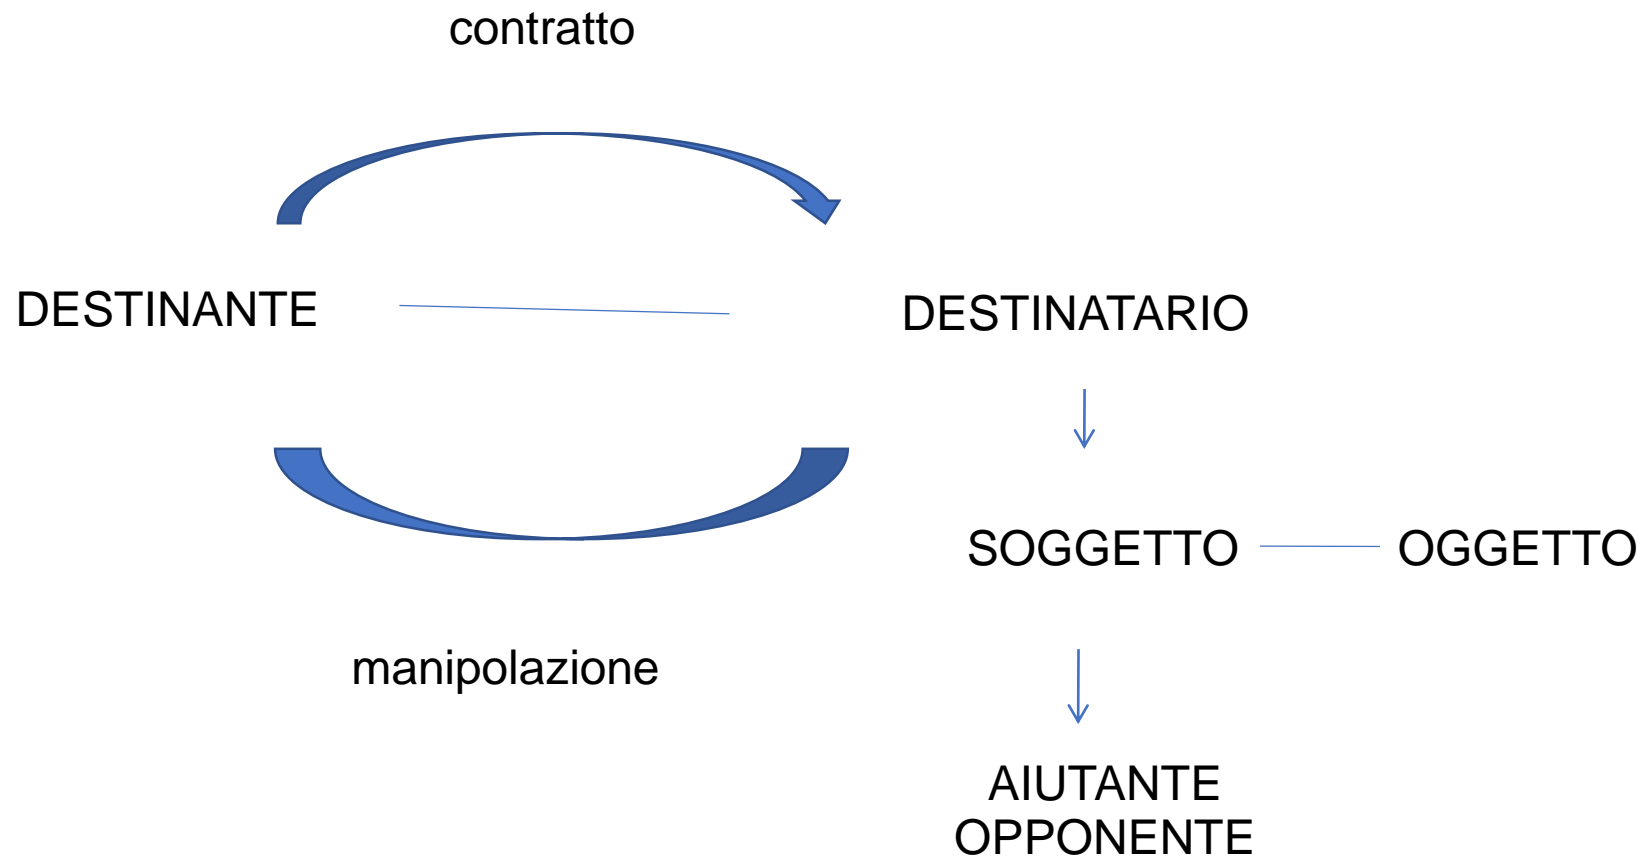 contratto
DESTINANTE
DESTINATARIO
SOGGETTO
OGGETTO
manipolazione
AIUTANTE
OPPONENTE